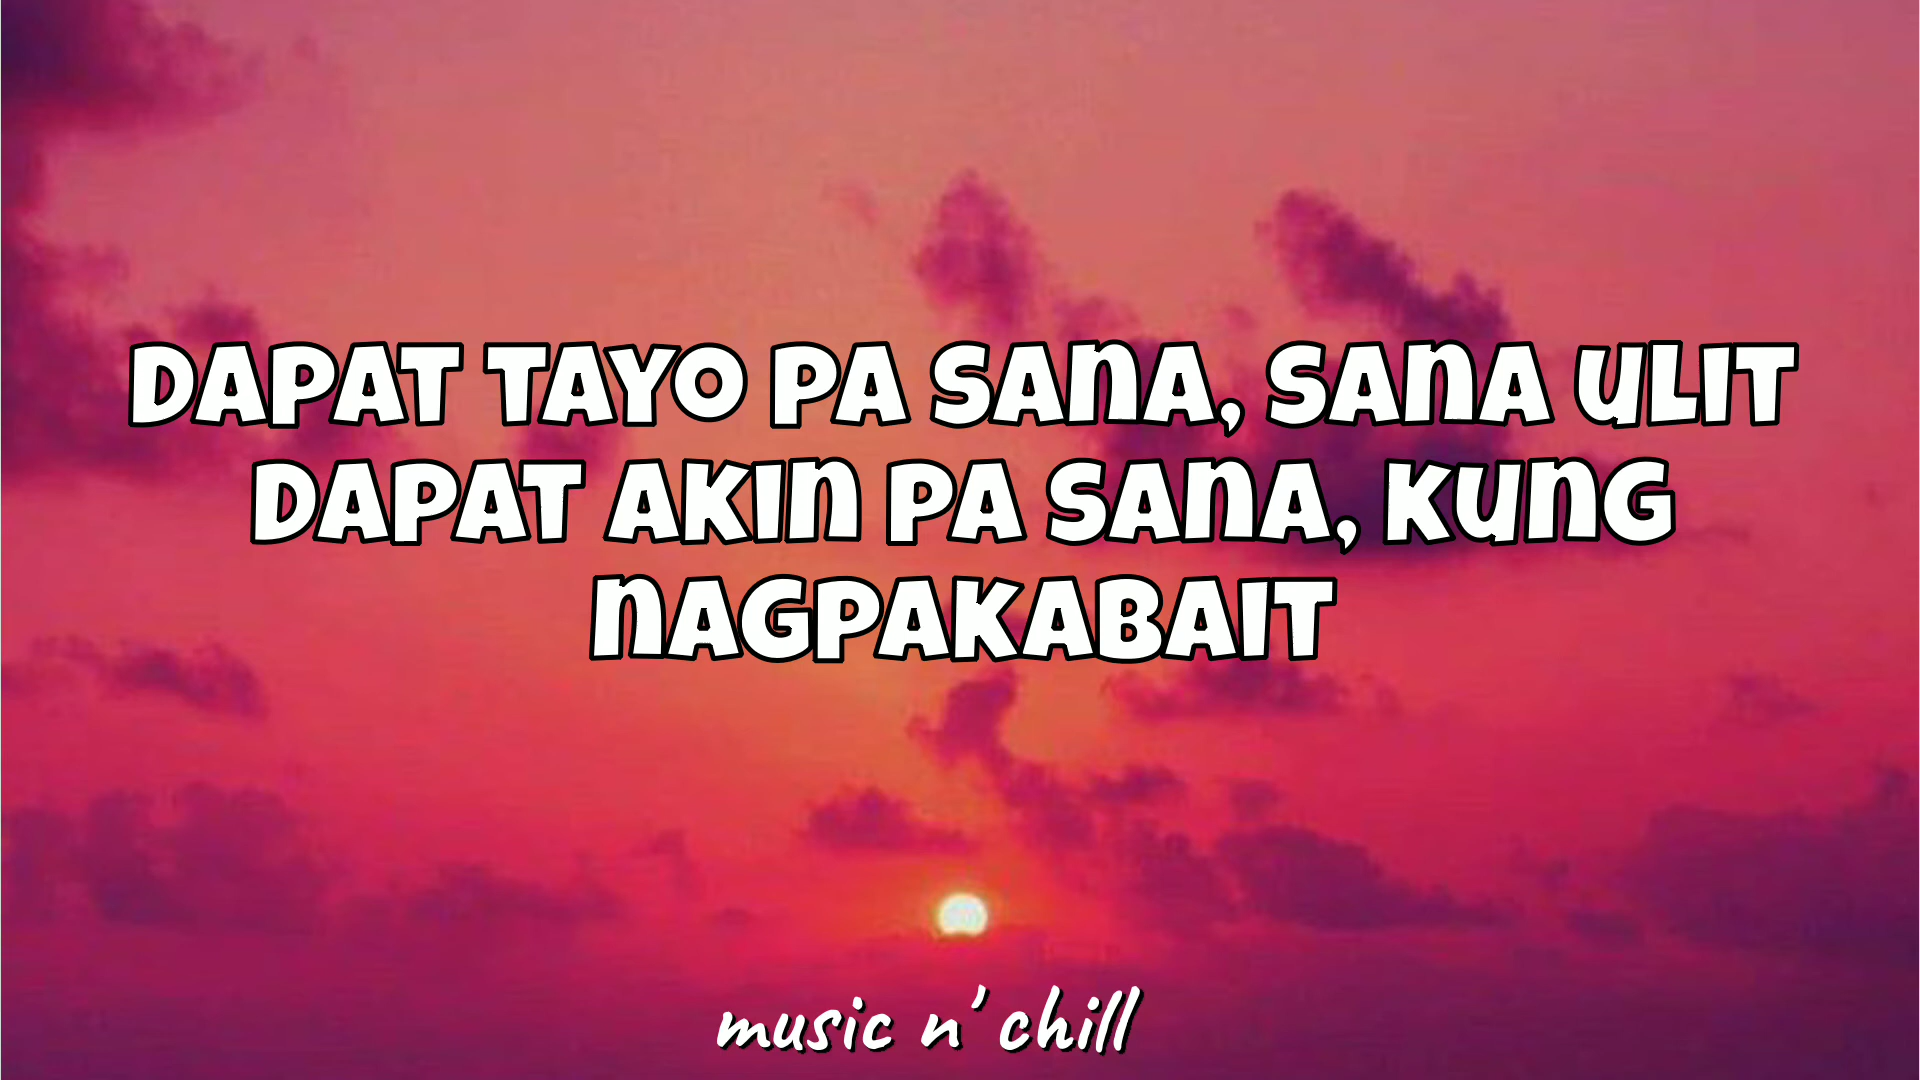 DAPAT TAYO PA SANA, SANA ULIT
DAPAT AKIN PA SANA, KUNG
NAGPAKABAIT
music n' chill